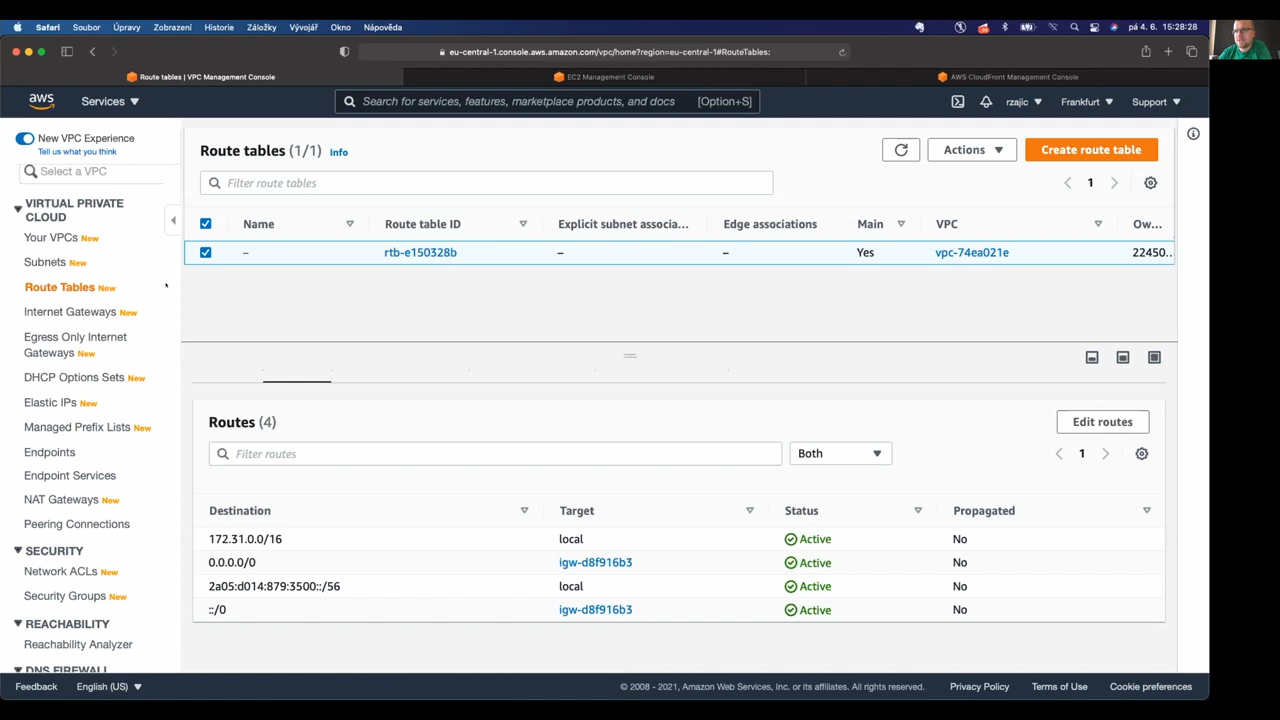 Safari Soubor Úpravy Zobrazení Historie Záložky Vývojář Okno Nápověda pá 4. 6. 15:28:28
eu-central-1.console.aws.amazon.com/vpc/home?region=eu-central-1#RouteTables:
Route tables | VPC Management Console EC2 Management Console AWS CloudFront Management Console
aws Services ▼ Search for services, features, marketplace products, and docs [Option+S] rzajic ▼ Frankfurt ▼ Support ▼
New VPC Experience
Tell us what you think
Select a VPC
VIRTUAL PRIVATE CLOUD
Your VPCs New
Subnets New
Route Tables New
Internet Gateways New
Egress Only Internet
Gateways New
DHCP Options Sets New
Elastic IPs New
Managed Prefix Lists New
Endpoints
Endpoint Services
NAT Gateways New
Peering Connections
SECURITY
Network ACLs New
Security Groups New
REACHABILITY
Reachability Analyzer
DNS FIREWALL
Route tables (1/1) Info Actions ▼ Create route table
Filter route tables 1
Name Route table ID Explicit subnet associa... Edge associations Main VPC Ow...
– rtb-e150328b – – Yes vpc-74ea021e 22450..
Routes (4) Edit routes
Filter routes Both 1
Destination Target Status Propagated
172.31.0.0/16 local Active No
0.0.0.0/0 igw-d8f916b3 Active No
2a05:d014:879:3500::/56 local Active No
::/0 igw-d8f916b3 Active No
Feedback English (US) ▼ © 2008 - 2021, Amazon Web Services, Inc. or its affiliates. All rights reserved. Privacy Policy Terms of Use Cookie preferences